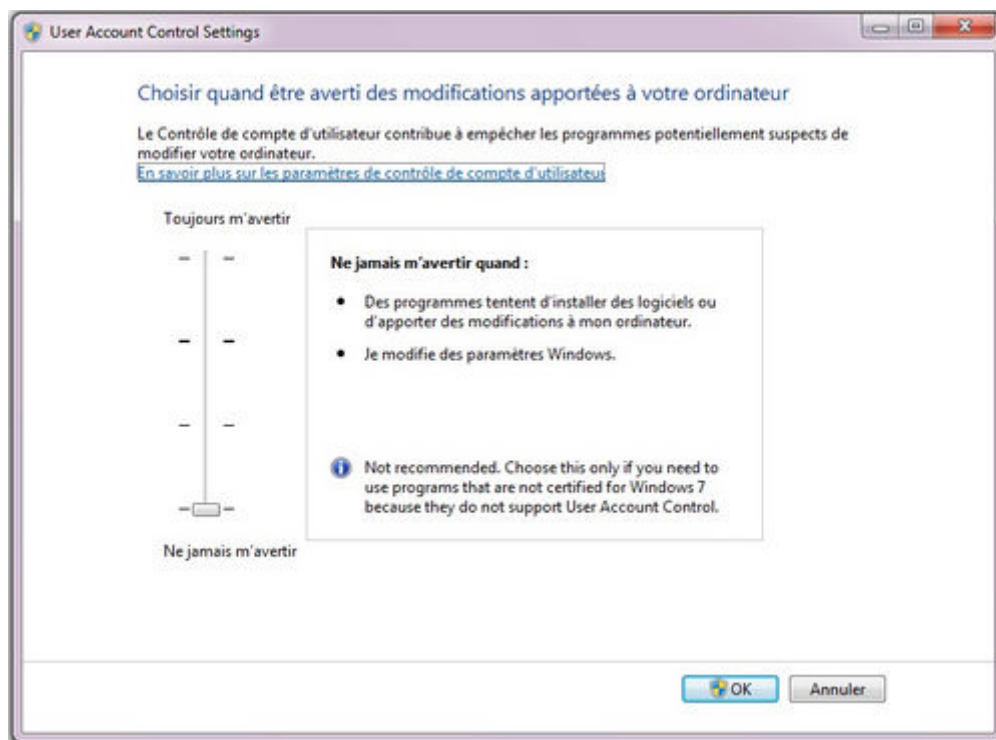 User Account Control Settings
Choisir quand être averti des modifications apportées à votre ordinateur
Le Contrôle de compte d'utilisateur contribue à empêcher les programmes potentiellement suspects de
modifier votre ordinateur.
En savoir plus sur les paramètres de contrôle de compte d'utilisateur
Toujours m'avertir
Ne jamais m'avertir quand :
• Des programmes tentent d'installer des logiciels ou
d'apporter des modifications à mon ordinateur.
• Je modifie des paramètres Windows.
Not recommended. Choose this only if you need to
use programs that are not certified for Windows 7
because they do not support User Account Control.
Ne jamais m'avertir
OK
Annuler